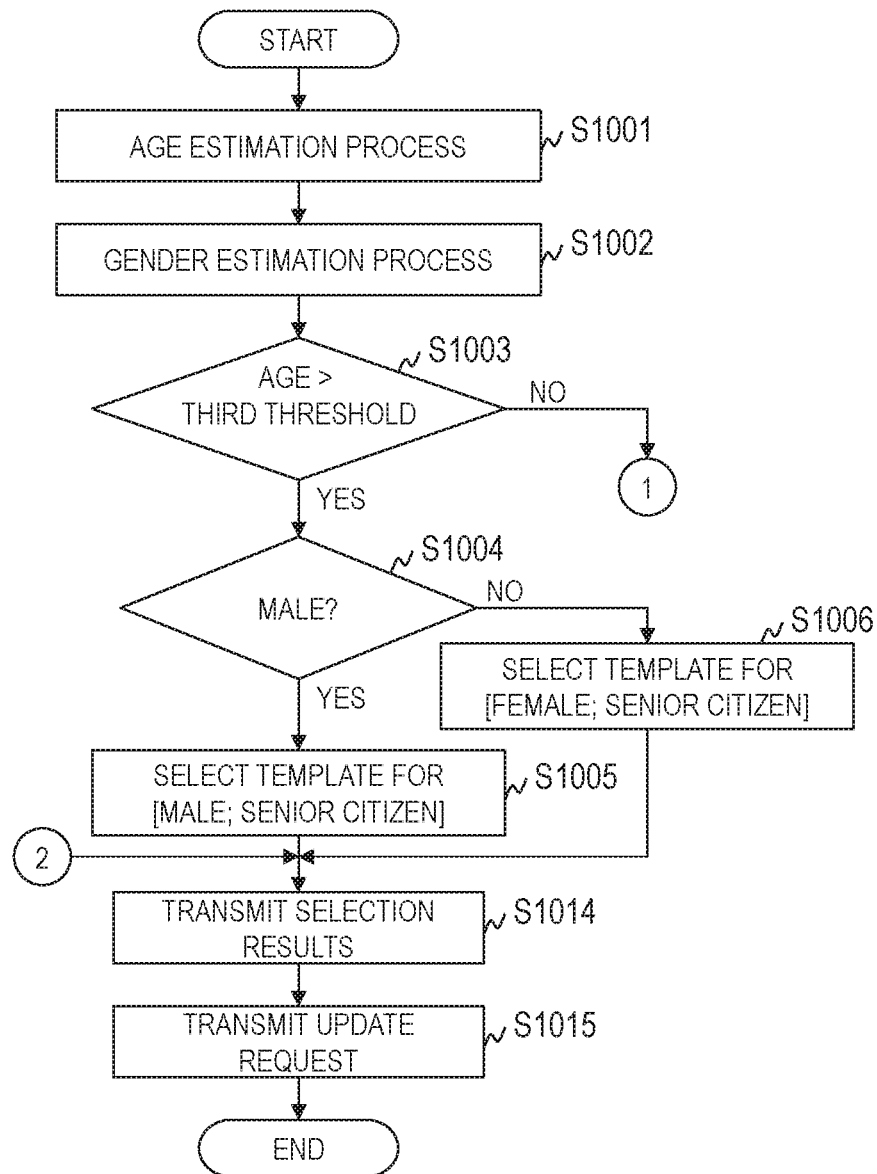 START
AGE ESTIMATION PROCESS
S1001
GENDER ESTIMATION PROCESS
S1002
AGE >
THIRD THRESHOLD
S1003
NO
1
YES
MALE?
S1004
NO
YES
SELECT TEMPLATE FOR
[FEMALE; SENIOR CITIZEN]
S1006
SELECT TEMPLATE FOR
[MALE; SENIOR CITIZEN]
S1005
2
TRANSMIT SELECTION
RESULTS
S1014
TRANSMIT UPDATE
REQUEST
S1015
END